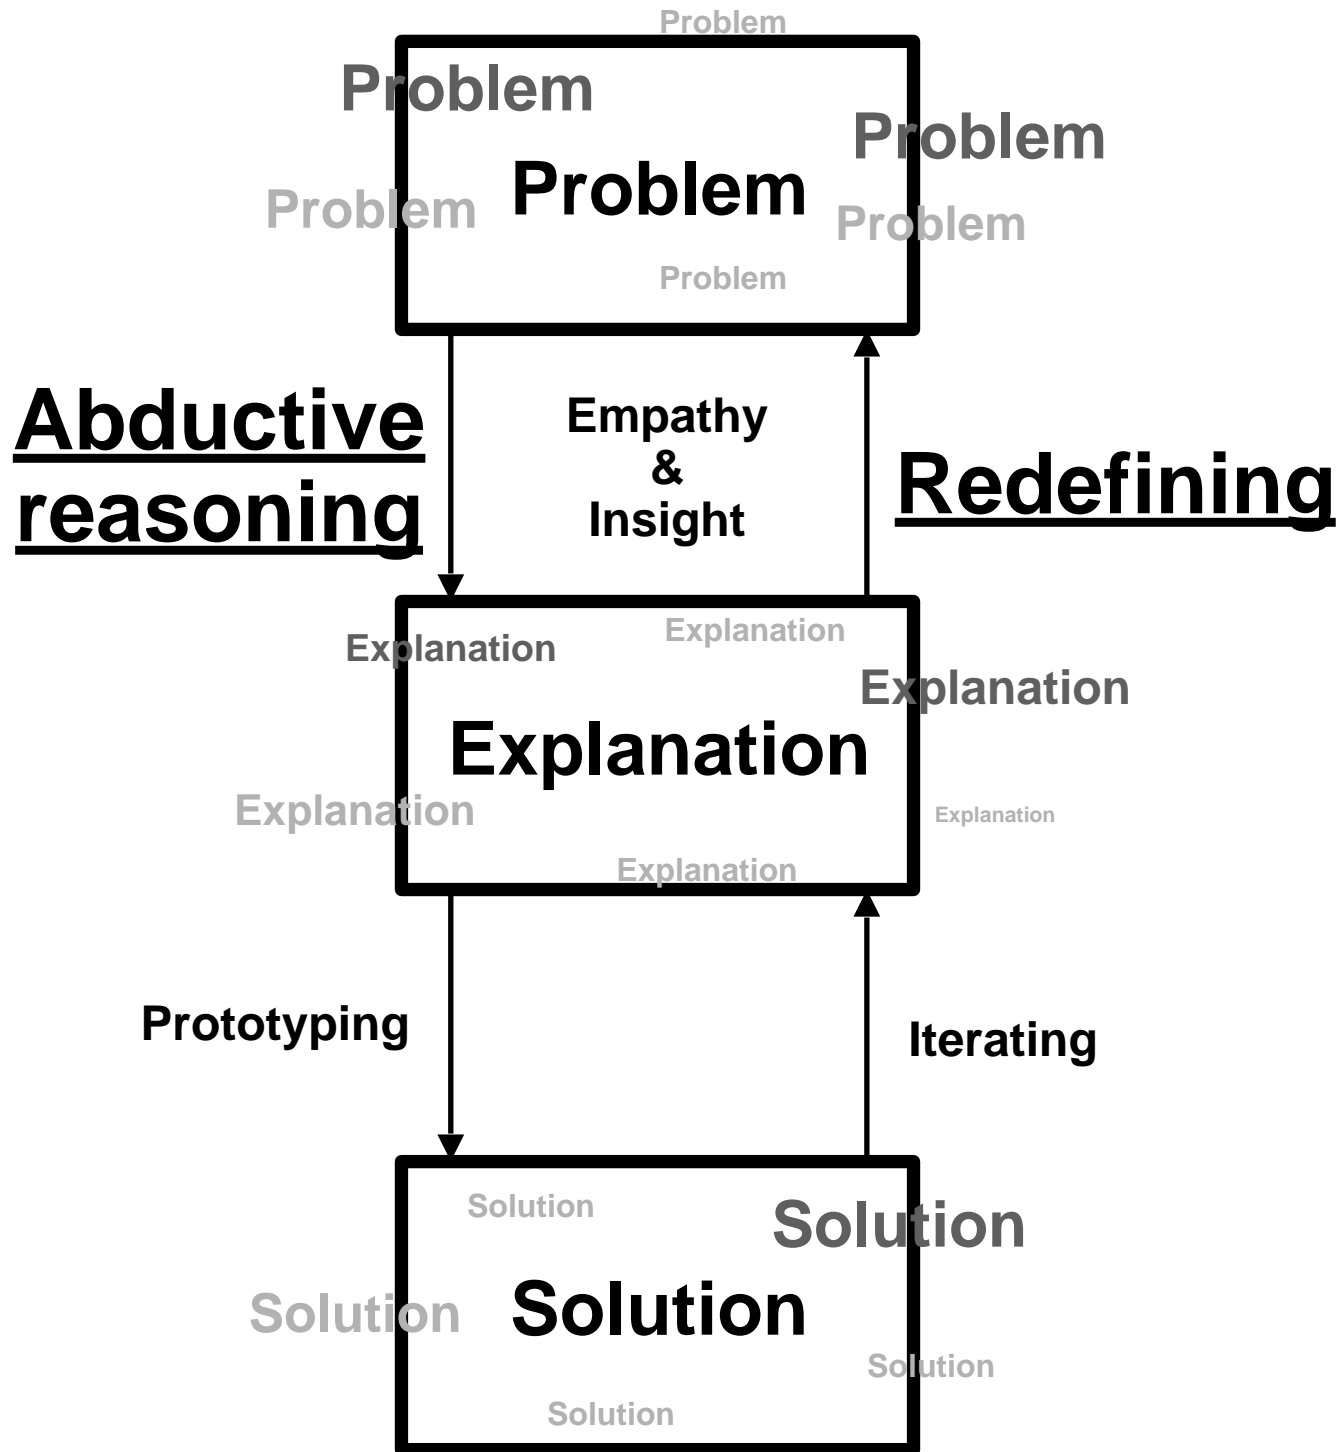 Problem
Problem
Problem
Problem
Problem
Problem
Problem
Abductive
reasoning
Empathy
&
Insight
Redefining
Explanation
Explanation
Explanation
Explanation
Explanation
Explanation
Explanation
Prototyping
Iterating
Solution
Solution
Solution
Solution
Solution
Solution